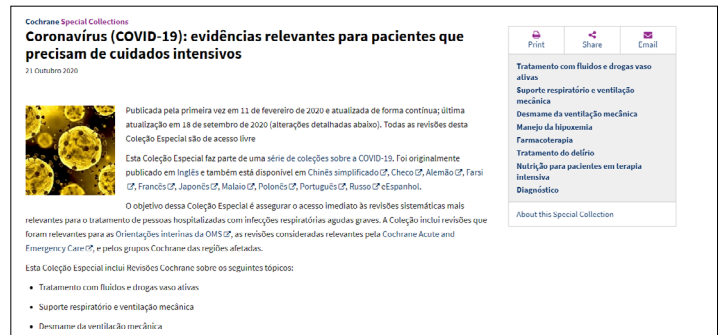 Cochrane Special Collections
Coronavírus (COVID-19): evidências relevantes para pacientes que
precisam de cuidados intensivos
21 Outubro 2020
Publicada pela primeira vez em 11 de fevereiro de 2020 e atualizada de forma contínua; última
atualização em 18 de setembro de 2020 (alterações detalhadas abaixo). Todas as revisões desta
Coleção Especial são de acesso livre
Esta Coleção Especial faz parte de uma série de coleções sobre a COVID-19. Foi originalmente
publicado em Inglês e também está disponível em Chinês simplificado, Checo, Alemão, Farsi
, Francês, Japonês, Malaio, Polonês, Português, Russo eEspanhol.
O objetivo dessa Coleção Especial é assegurar o acesso imediato às revisões sistemáticas mais
relevantes para o tratamento de pessoas hospitalizadas com infecções respiratórias agudas graves. A Coleção inclui revisões que
foram relevantes para as Orientações interinas da OMS, as revisões consideradas relevantes pela Cochrane Acute and
Emergency Care, e pelos grupos Cochrane das regiões afetadas.
Esta Coleção Especial inclui Revisões Cochrane sobre os seguintes tópicos:
• Tratamento com fluidos e drogas vaso ativas
• Suporte respiratório e ventilação mecânica
• Desmame da ventilação mecânica
Print Share Email
Tratamento com fluidos e drogas vaso
ativas
Suporte respiratório e ventilação
mecânica
Desmame da ventilação mecânica
Manejo da hipoxemia
Farmacoterapia
Tratamento do delírio
Nutrição para pacientes em terapia
intensiva
Diagnóstico
About this Special Collection